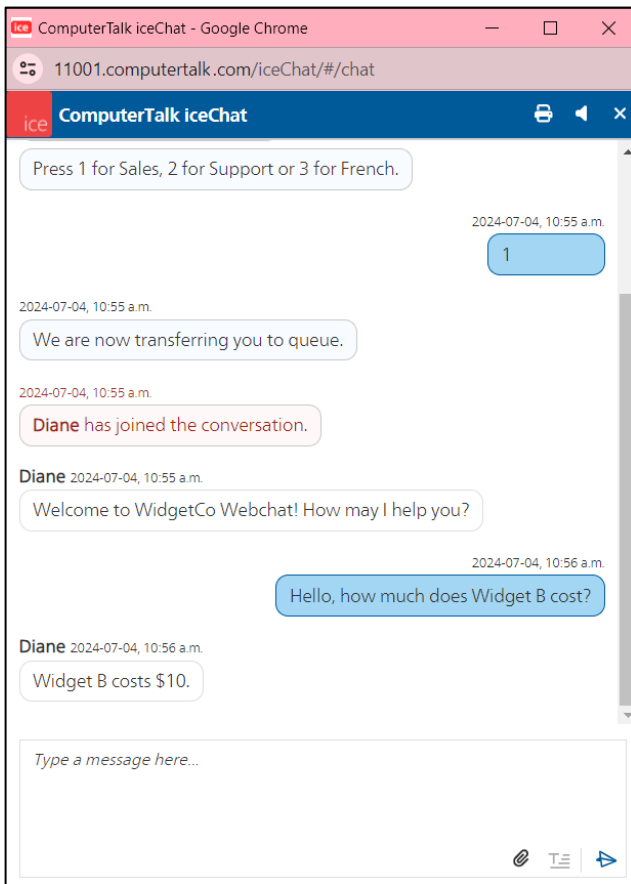 ice ComputerTalk iceChat - Google Chrome
11001.computertalk.com/iceChat/#/chat
ice ComputerTalk iceChat
Press 1 for Sales, 2 for Support or 3 for French.
2024-07-04, 10:55 a.m.
1
2024-07-04, 10:55 a.m.
We are now transferring you to queue.
2024-07-04, 10:55 a.m.
Diane has joined the conversation.
Diane 2024-07-04, 10:55 a.m.
Welcome to WidgetCo Webchat! How may I help you?
2024-07-04, 10:56 a.m.
Hello, how much does Widget B cost?
Diane 2024-07-04, 10:56 a.m.
Widget B costs $10.
Type a message here...